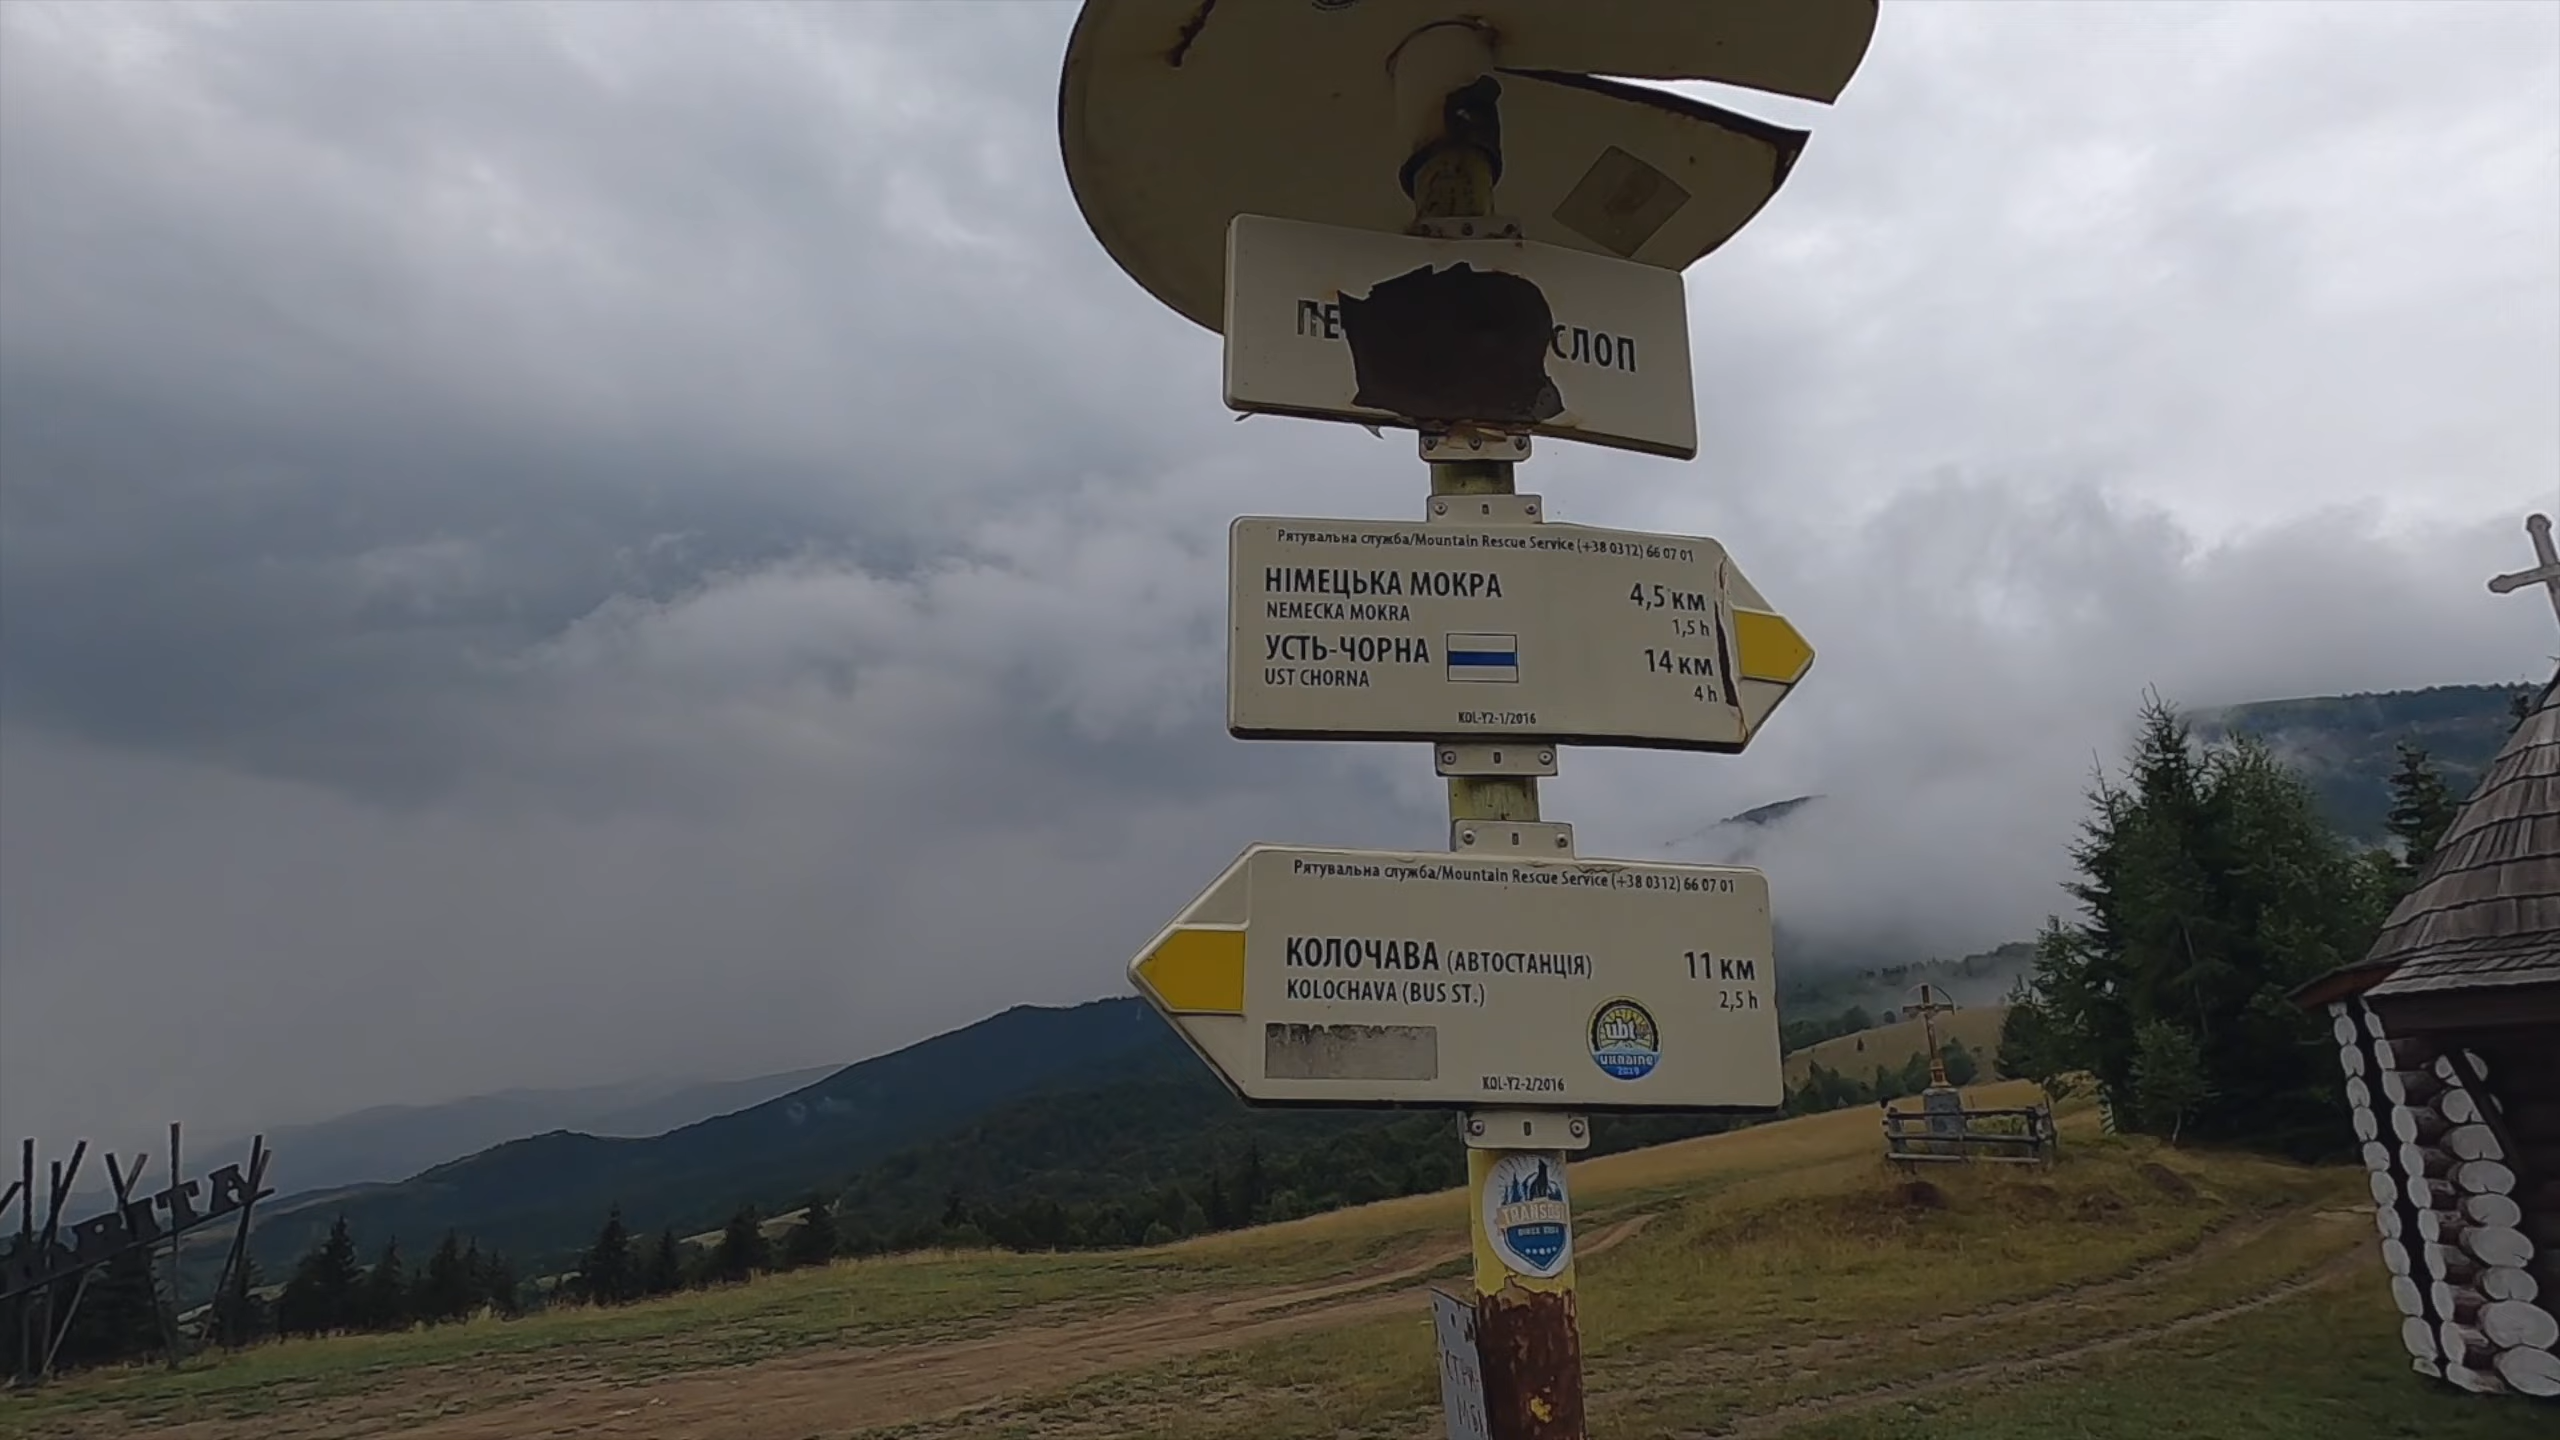 СЛОП
Рятувальна служба/Mountain Rescue Service (+38 0312) 66 07 01
НІМЕЦЬКА МОКРА 4,5 км
NEMECKA MOKRA 1,5 h
УСТЬ-ЧОРНА 14 км
UST CHORNA 4 h
KOL-Y2-1/2016
Рятувальна служба/Mountain Rescue Service (+38 0312) 66 07 01
КОЛОЧАВА (АВТОСТАНЦІЯ) 11 км
KOLOCHAVA (BUS ST.) 2,5 h
ubt
UKRAINE
2019
KOL-Y2-2/2016